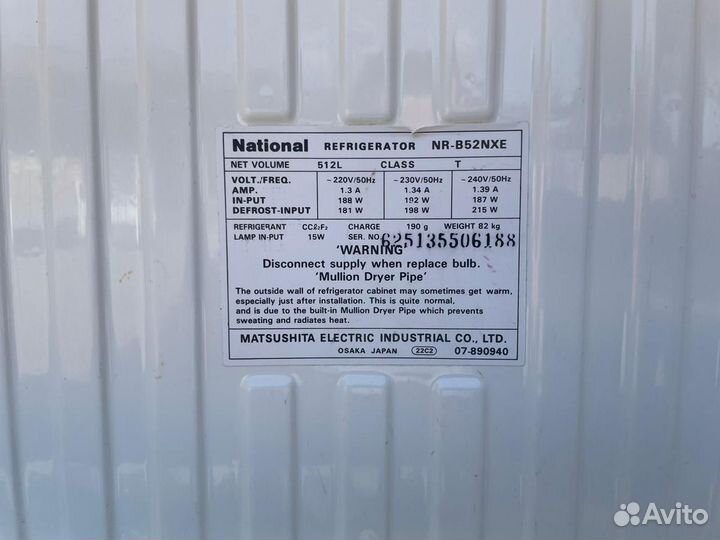 National REFRIGERATOR NR-B52NXE
NET VOLUME 512L CLASS T
VOLT./FREQ. ~220V/50Hz ~230V/50Hz ~240V/50Hz
AMP. 1.3 A 1.34 A 1.39 A
IN-PUT 188 W 192 W 187 W
DEFROST-INPUT 181 W 198 W 215 W
REFRIGERANT CCℓ₂F₂ CHARGE 190 g WEIGHT 82 kg
LAMP IN-PUT 15W SER. NO. 625135506188
'WARNING'
Disconnect supply when replace bulb.
'Mullion Dryer Pipe'
The outside wall of refrigerator cabinet may sometimes get warm,
especially just after installation. This is quite normal,
and is due to the built-in Mullion Dryer Pipe which prevents
sweating and radiates heat.
MATSUSHITA ELECTRIC INDUSTRIAL CO., LTD.
OSAKA JAPAN 22C2 07-890940
Avito